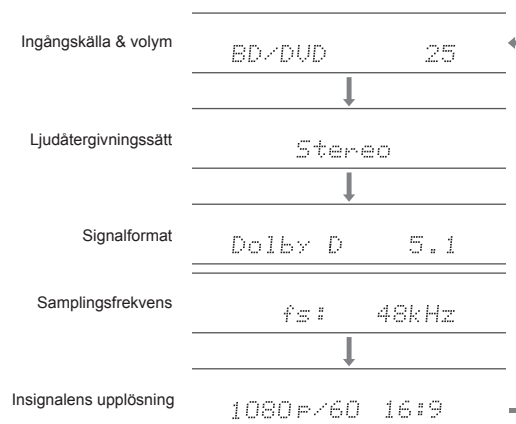 Ingångskälla & volym
BD/DVD 25
Ljudåtergivningssätt
Stereo
Signalformat
Dolby D 5.1
Samplingsfrekvens
fs: 48kHz
Insignalens upplösning
1080p/60 16:9